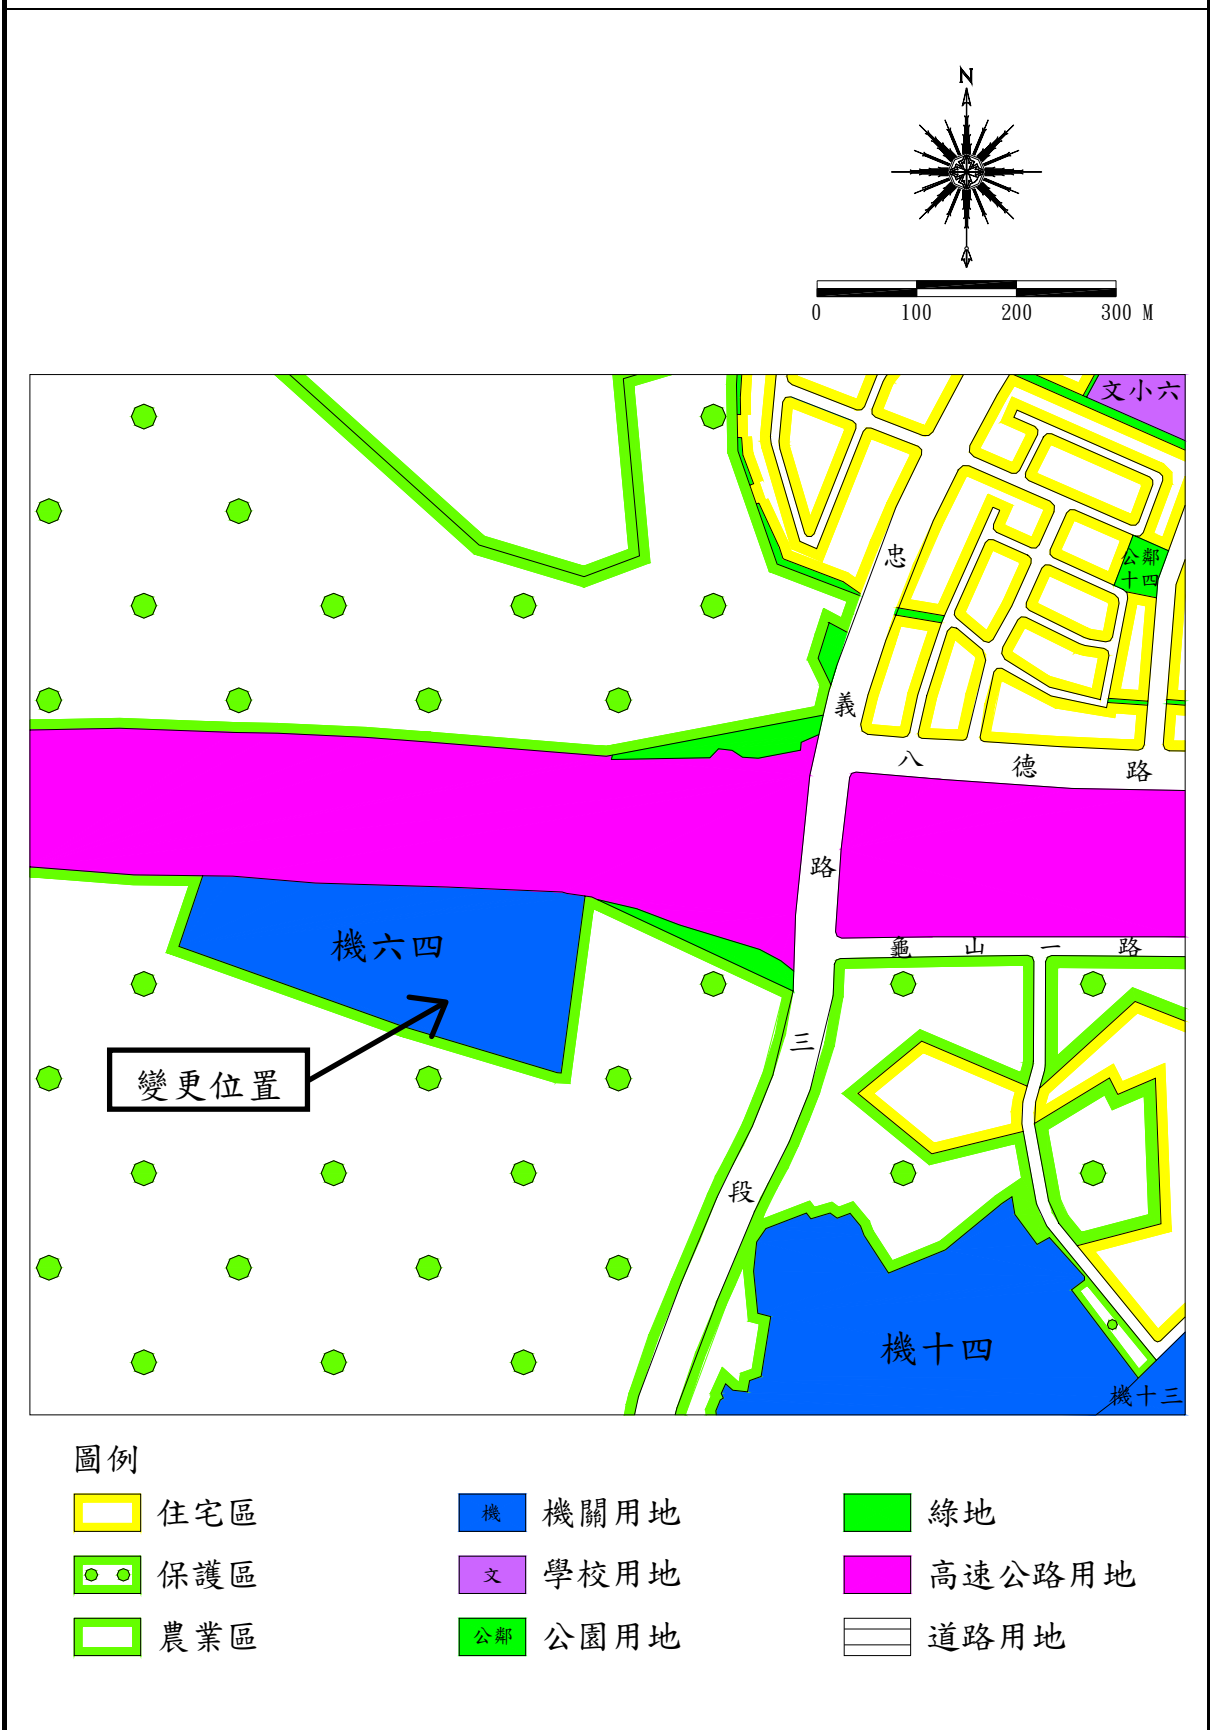 N
0 100 200 300 M
文小六
忠義路三段
公鄰
十四
八德路
機六四
龜山一路
變更位置
機十四
機十三
圖例
住宅區
機 機關用地
綠地
保護區
文 學校用地
高速公路用地
農業區
公鄰 公園用地
道路用地